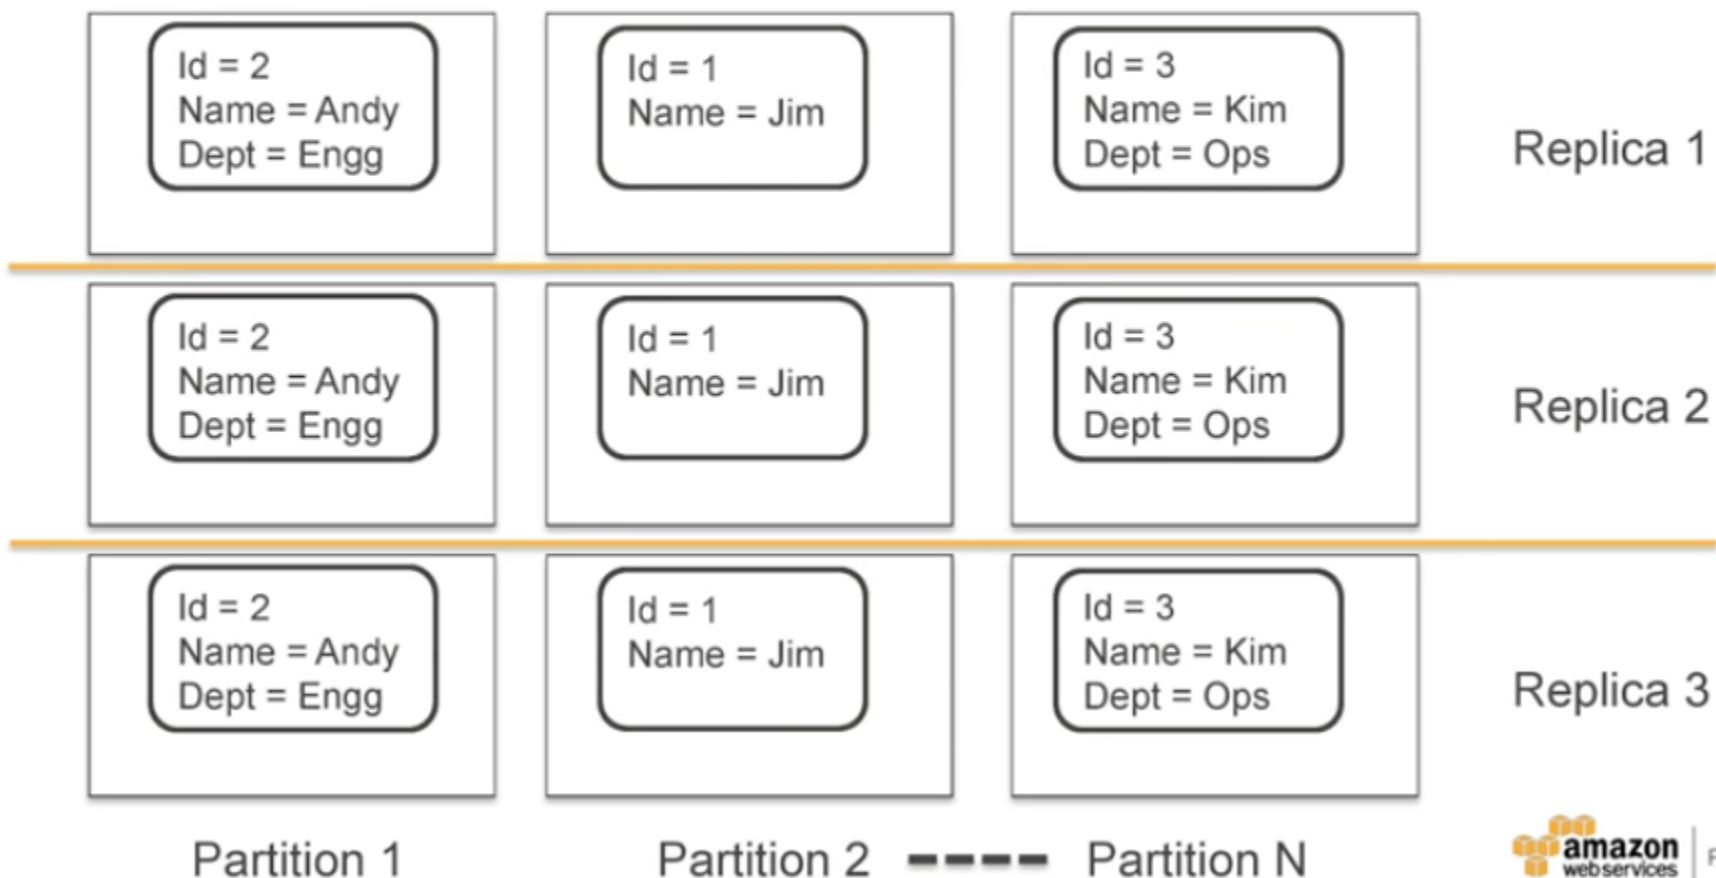 Id = 2
Name = Andy
Dept = Engg
Id = 1
Name = Jim
Id = 3
Name = Kim
Dept = Ops
Replica 1
Id = 2
Name = Andy
Dept = Engg
Id = 1
Name = Jim
Id = 3
Name = Kim
Dept = Ops
Replica 2
Id = 2
Name = Andy
Dept = Engg
Id = 1
Name = Jim
Id = 3
Name = Kim
Dept = Ops
Replica 3
Partition 1
Partition 2
Partition N
amazon
webservices